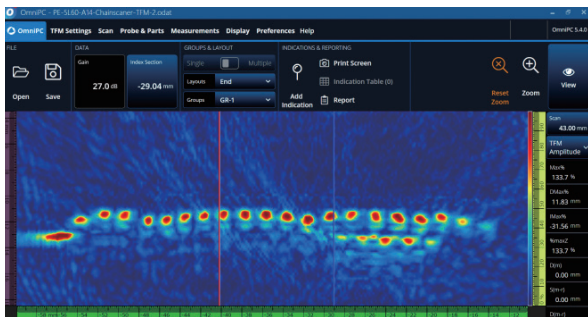 OmniPC - PE-5L60-A14-Chainscaner-TFM-2.odat
OmniPC TFM Settings Scan Probe & Parts Measurements Display Preferences Help OmniPC 5.4.0
FILE DATA GROUPS & LAYOUT INDICATIONS & REPORTING
Gain Index Section Single Multiple Print Screen
27.0 dB -29.04 mm Layouts End Indication Table (0)
Open Save Groups GR-1 Add Indication Report Reset Zoom Zoom View
Scan
43.00 mm
TFM
Amplitude
Max%
133.7 %
DMax%
11.83 mm
IMax%
-31.56 mm
%maxZ
133.7 %
D(m)
0.00 mm
S(m-r)
0.00 mm
D(m-r)